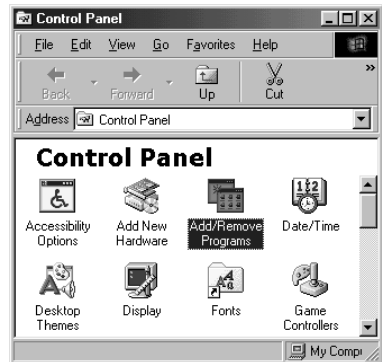 Control Panel
File Edit View Go Favorites Help
Back Forward Up Cut »
Address Control Panel
Control Panel
Accessibility Options
Add New Hardware
Add/Remove Programs
Date/Time
Desktop Themes
Display
Fonts
Game Controllers
My Compu